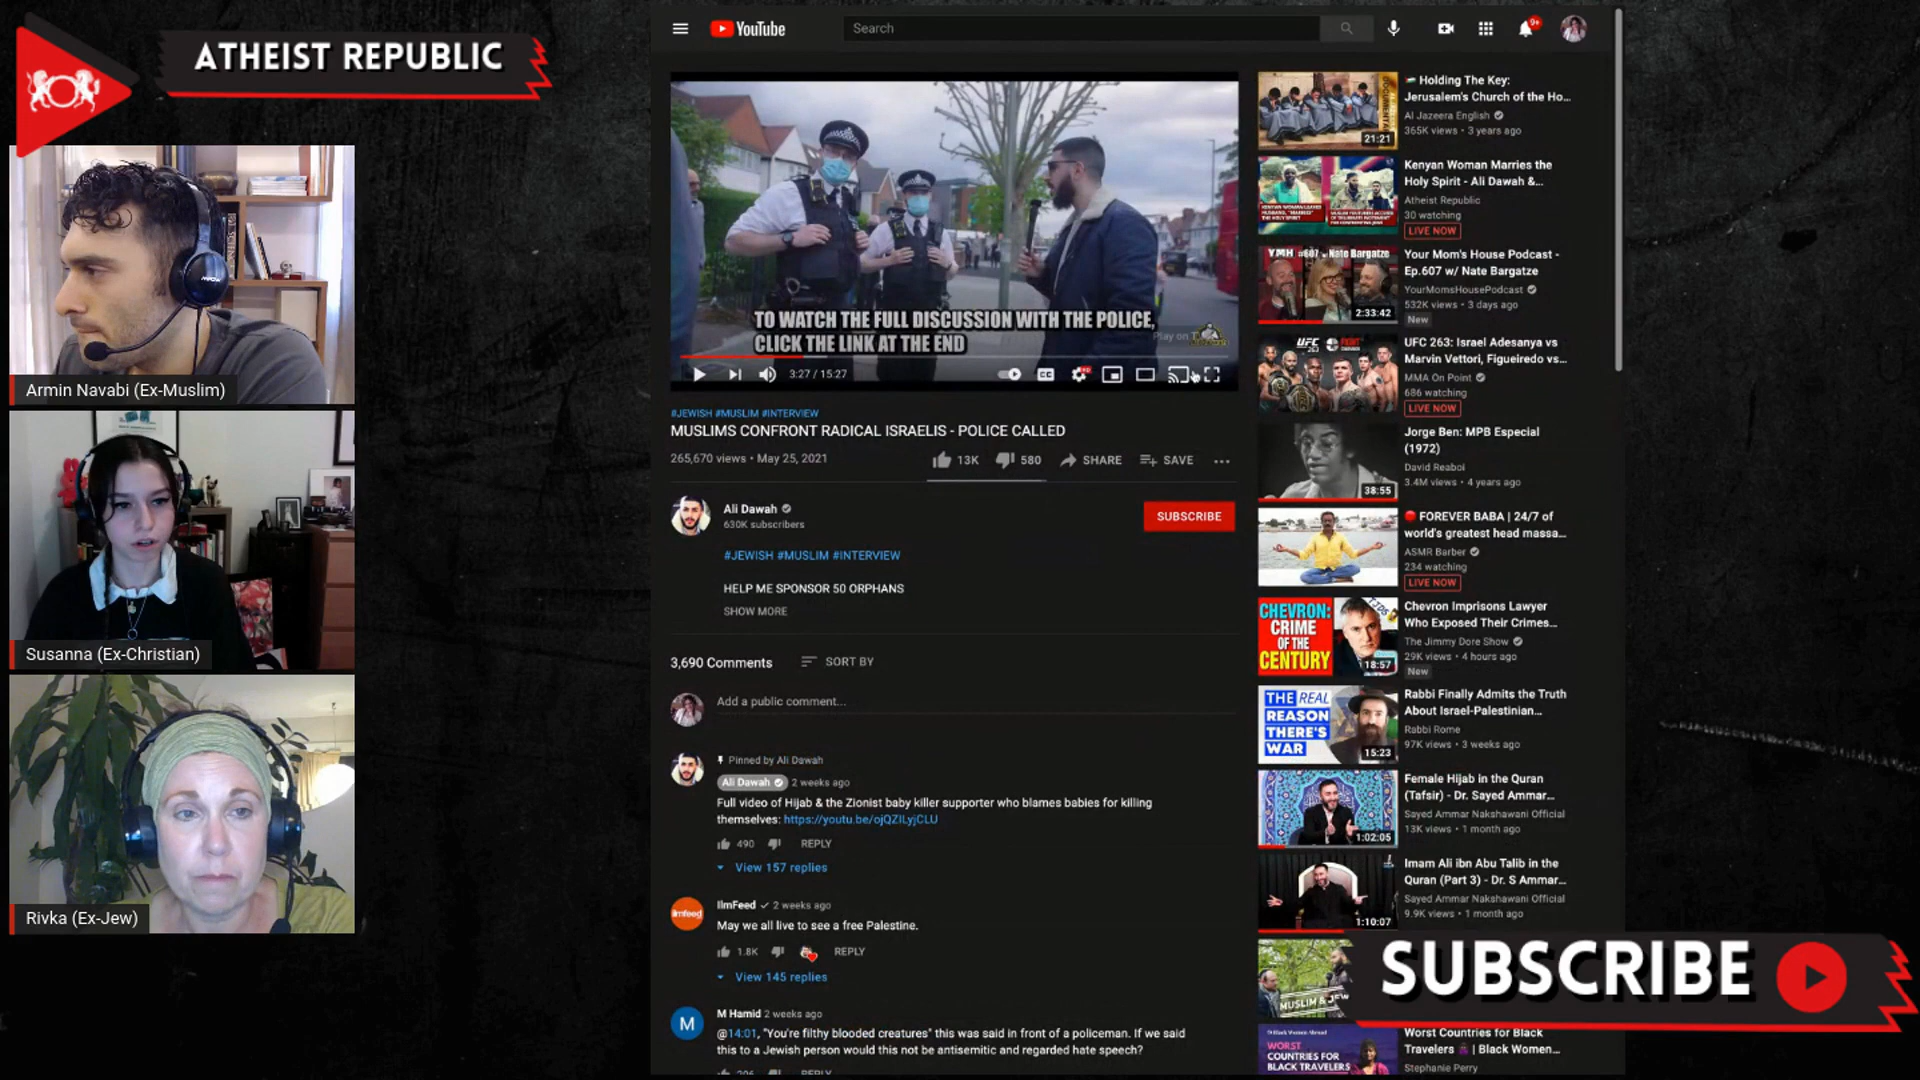 ATHEIST REPUBLIC
Armin Navabi (Ex-Muslim)
Susanna (Ex-Christian)
Rivka (Ex-Jew)
YouTube
Search
9+
TO WATCH THE FULL DISCUSSION WITH THE POLICE,
CLICK THE LINK AT THE END
Play on
3:27 / 15:27
CC
#JEWISH #MUSLIM #INTERVIEW
MUSLIMS CONFRONT RADICAL ISRAELIS - POLICE CALLED
265,670 views • May 25, 2021
13K
580
SHARE
SAVE
Ali Dawah
630K subscribers
SUBSCRIBE
#JEWISH #MUSLIM #INTERVIEW
HELP ME SPONSOR 50 ORPHANS
SHOW MORE
3,690 Comments
SORT BY
Add a public comment...
Pinned by Ali Dawah
Ali Dawah 2 weeks ago
Full video of Hijab & the Zionist baby killer supporter who blames babies for killing
themselves: https://youtu.be/ojQZILyjCLU
490 REPLY
View 157 replies
ilmfeed
IlmFeed 2 weeks ago
May we all live to see a free Palestine.
1.8K REPLY
View 145 replies
M
M Hamid 2 weeks ago
@14:01, "You're filthy blooded creatures" this was said in front of a policeman. If we said
this to a Jewish person would this not be antisemitic and regarded hate speech?
REPLY
21:21
Holding The Key:
Jerusalem's Church of the Ho...
Al Jazeera English
365K views • 3 years ago
Kenyan Woman Marries the
Holy Spirit - Ali Dawah &...
Atheist Republic
30 watching
LIVE NOW
YMH #607 Nate Bargatze
2:33:42
Your Mom's House Podcast -
Ep.607 w/ Nate Bargatze
YourMomsHousePodcast
532K views • 3 days ago
New
UFC
UFC 263: Israel Adesanya vs
Marvin Vettori, Figueiredo vs...
MMA On Point
686 watching
LIVE NOW
38:55
Jorge Ben: MPB Especial
(1972)
David Reaboi
3.4M views • 4 years ago
FOREVER BABA | 24/7 of
world's greatest head massa...
ASMR Barber
234 watching
LIVE NOW
CHEVRON:
CRIME
OF THE
CENTURY
18:57
Chevron Imprisons Lawyer
Who Exposed Their Crimes...
The Jimmy Dore Show
29K views • 4 hours ago
New
THE REAL
REASON
THERE'S
WAR
15:23
Rabbi Finally Admits the Truth
About Israel-Palestinian...
Rabbi Rome
97K views • 3 weeks ago
1:02:05
Female Hijab in the Quran
(Tafsir) - Dr. Sayed Ammar...
Sayed Ammar Nakshawani Official
13K views • 1 month ago
1:10:07
Imam Ali ibn Abu Talib in the
Quran (Part 3) - Dr. S Ammar...
Sayed Ammar Nakshawani Official
9.9K views • 1 month ago
MUSLIM & JEW
SUBSCRIBE
WORST
COUNTRIES FOR
BLACK TRAVELERS
Worst Countries for Black
Travelers | Black Women...
Stephanie Perry